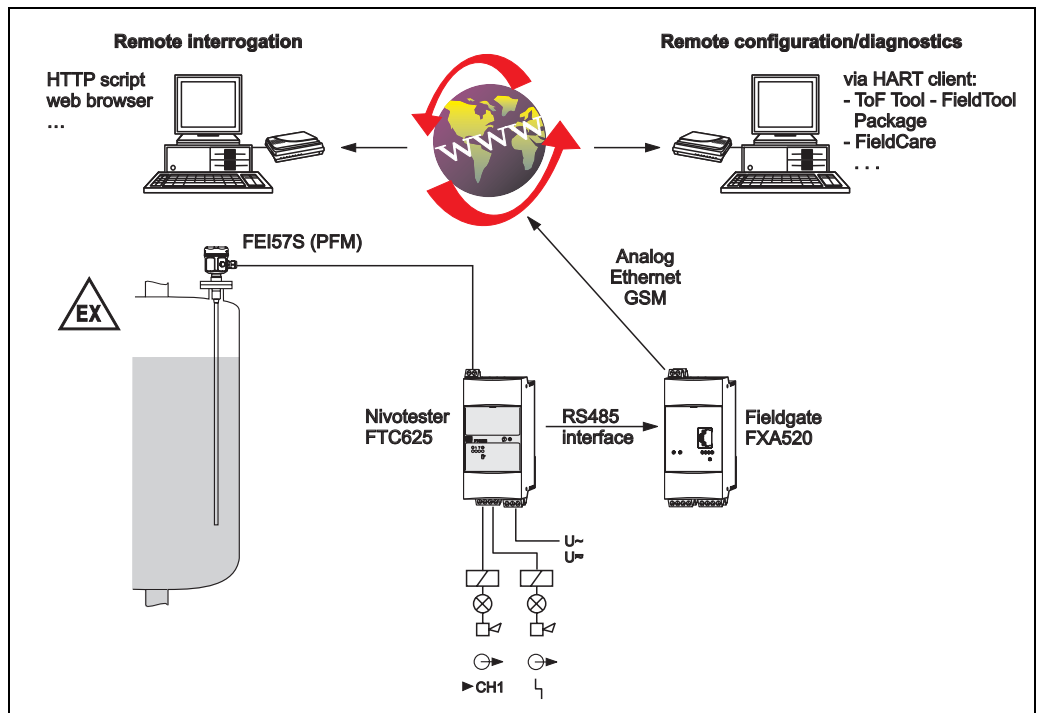 Remote interrogation
HTTP script
web browser
...
Remote configuration/diagnostics
via HART client:
- ToF Tool - FieldTool
Package
- FieldCare
. . .
WWW
FEI57S (PFM)
EX
Analog
Ethernet
GSM
Nivotester
FTC625
RS485
interface
Fieldgate
FXA520
U~
U≂
CH1